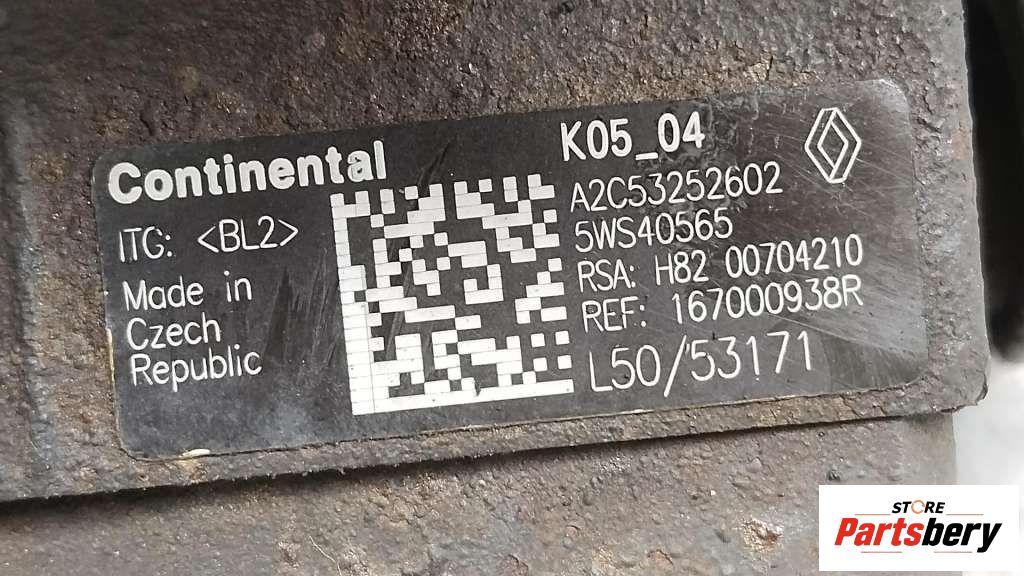 Continental
ITG: <BL2>
Made in
Czech
Republic
K05_04
A2C53252602
5WS40565
RSA: H82 00704210
REF: 167000938R
L50/53171
STORE
Partsbery